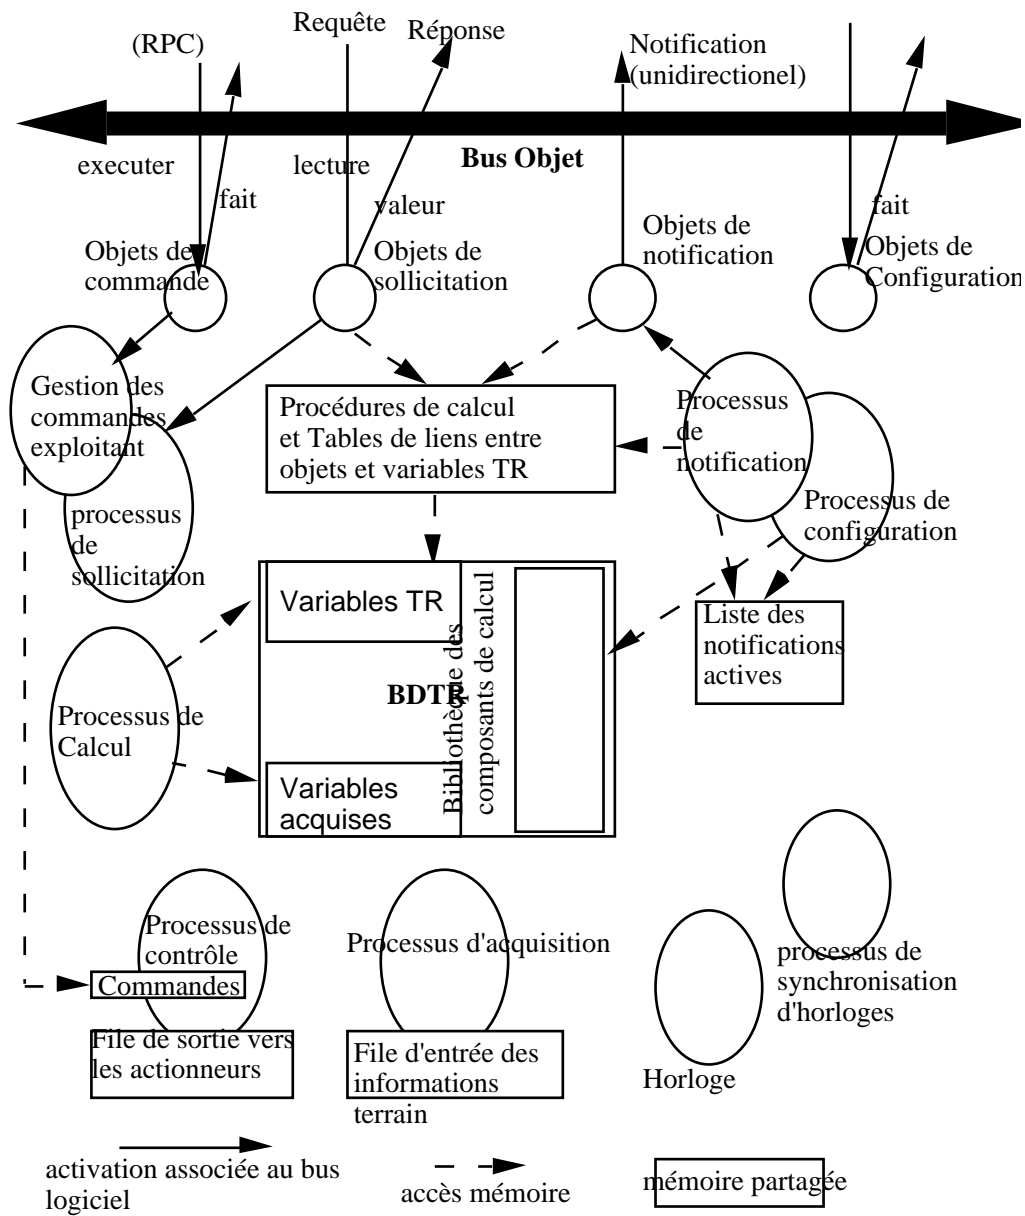 Requête
Réponse
(RPC)
Notification
(unidirectionel)
executer
lecture
Bus Objet
fait
valeur
fait
Objets de
commande
Objets de
sollicitation
Objets de
notification
Objets de
Configuration
Gestion des
commandes
exploitant
Procédures de calcul
et Tables de liens entre
objets et variables TR
Processus
de
notification
Processus de
configuration
processus
de
sollicitation
Variables TR
Bibliothèque des
composants de calcul
Liste des
notifications
actives
BDTR
Processus de
Calcul
Variables
acquises
Processus de
contrôle
Commandes
Processus d'acquisition
processus de
synchronisation
d'horloges
File de sortie vers
les actionneurs
File d'entrée des
informations
terrain
Horloge
activation associée au bus
logiciel
accès mémoire
mémoire partagée